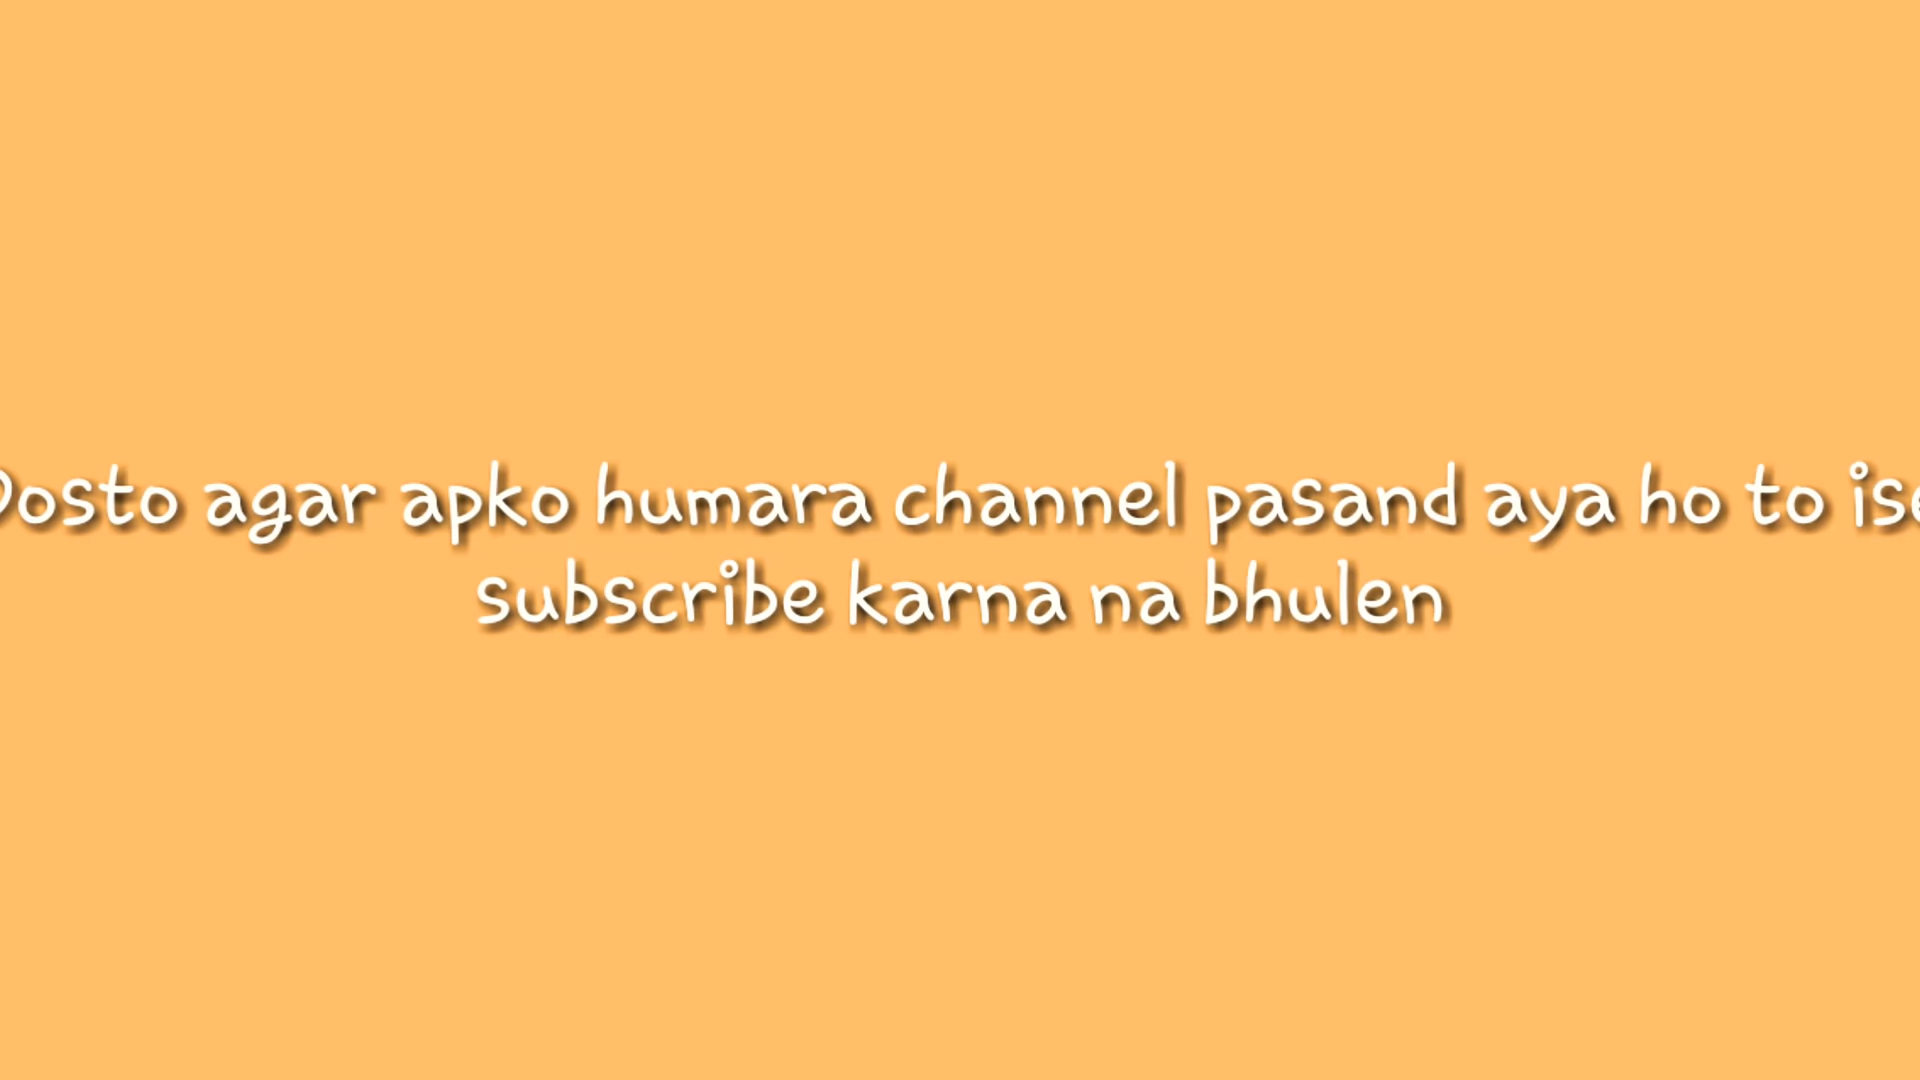 Dosto agar apko humara channel pasand aya ho to ise
subscribe karna na bhulen